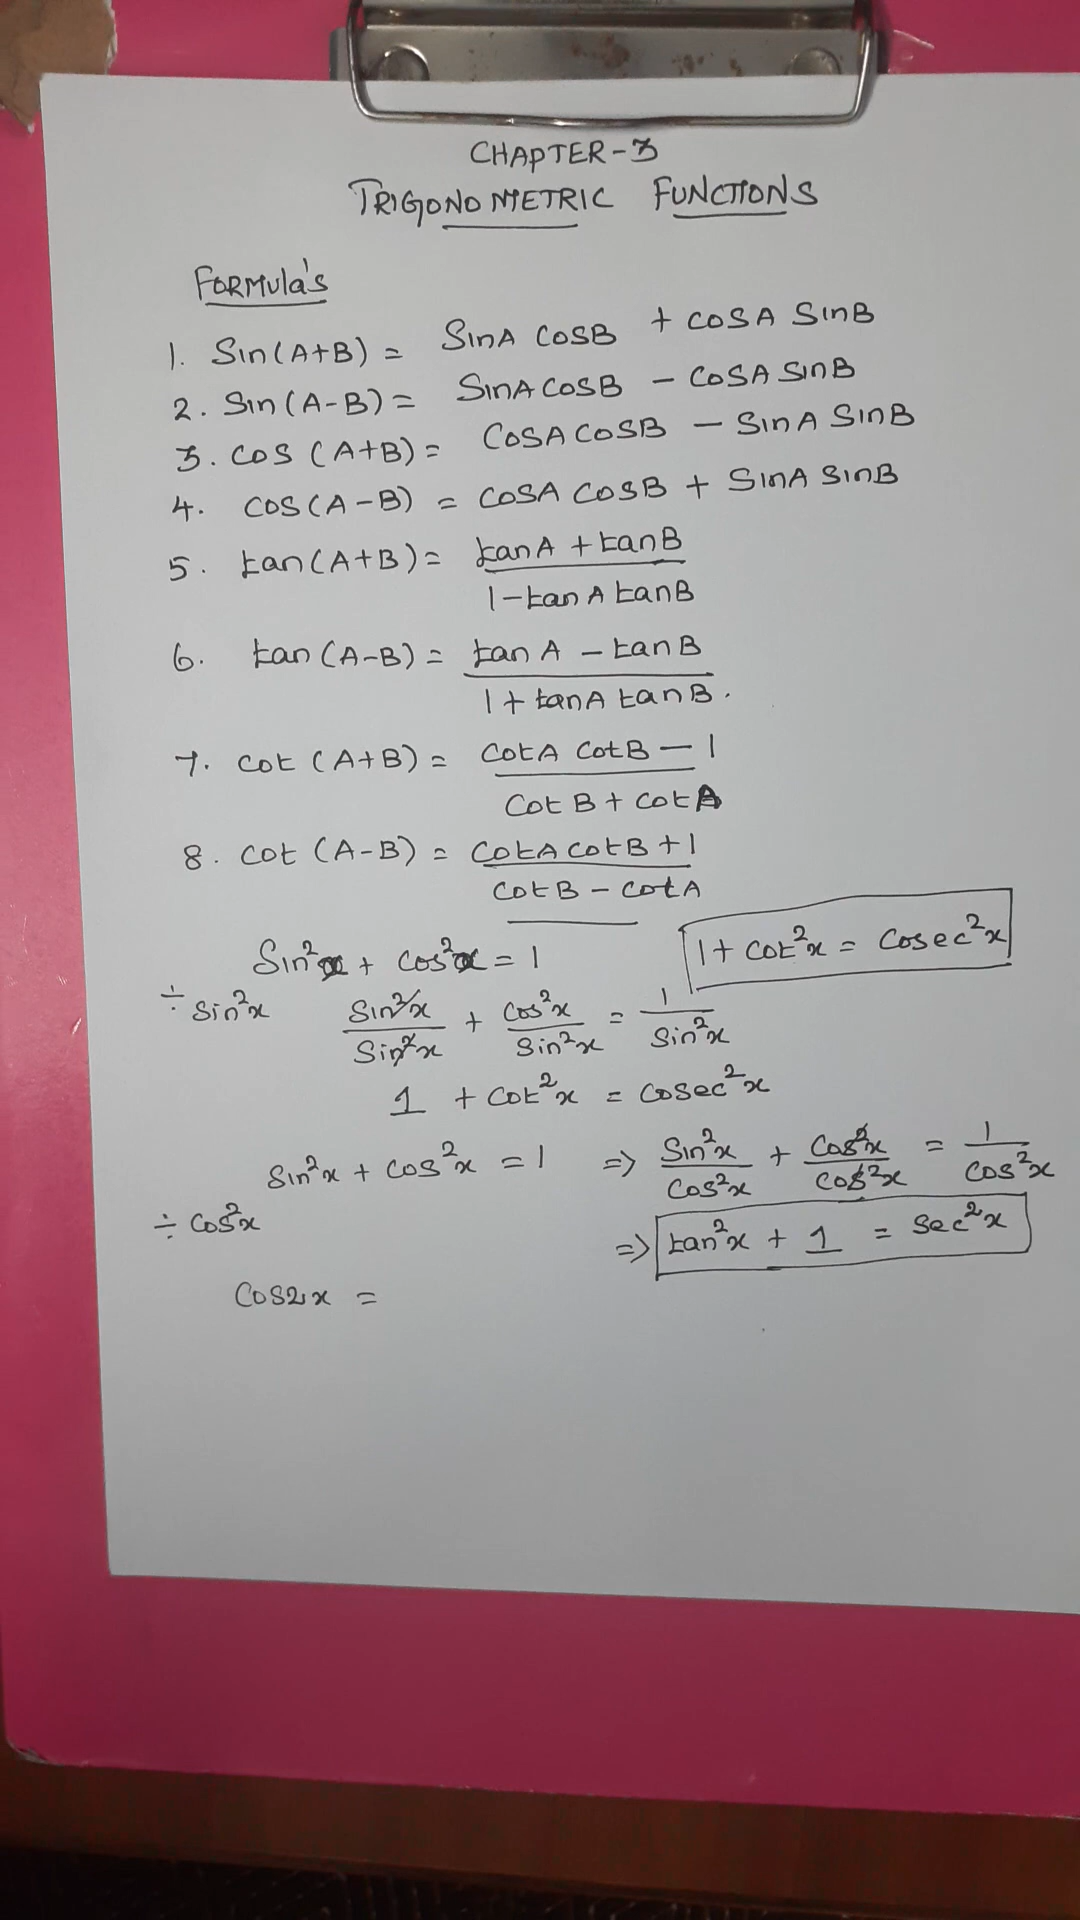 CHAPTER-3
TRIGONOMETRIC FUNCTIONS
FORMula's
1. Sin(A+B) = SinA COSB + COSA SinB
2. Sin(A-B) = SinA COSB - COSA SinB
3. COS (A+B) = COSA COSB - SinA SinB
4. COS(A-B) = COSA COSB + SinA SinB
5. tan(A+B) = tanA + tanB
1-tanA tanB
6. tan(A-B) = tanA - tanB
1+tanA tanB.
7. cot (A+B) = CotA CotB - 1
Cot B + Cot A
8. cot (A-B) = CotA CotB + 1
CotB - CotA
Sin²x + cos²x = 1
1 + cot²x = Cosec²x
÷ Sin²x Sin²x/Sin²x + Cos²x/Sin²x = 1/Sin²x
1 + Cot²x = Cosec²x
Sin²x + cos²x = 1 => Sin²x/Cos²x + Cos²x/Cos²x = 1/Cos²x
÷ Cos²x => tan²x + 1 = Sec²x
Cos2x =